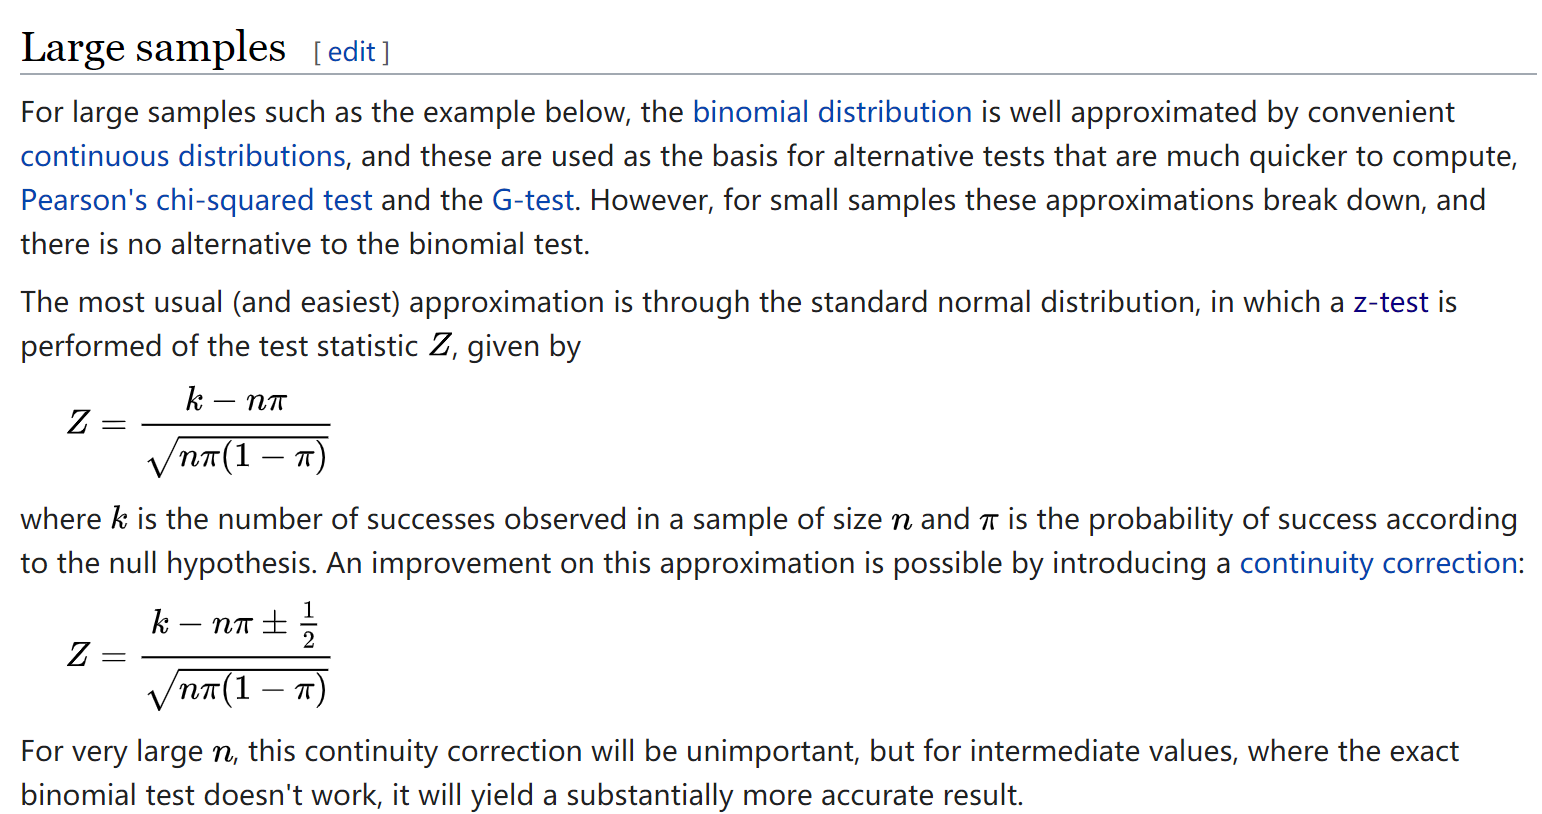 Large samples [ edit ]
For large samples such as the example below, the binomial distribution is well approximated by convenient
continuous distributions, and these are used as the basis for alternative tests that are much quicker to compute,
Pearson's chi-squared test and the G-test. However, for small samples these approximations break down, and
there is no alternative to the binomial test.
The most usual (and easiest) approximation is through the standard normal distribution, in which a z-test is
performed of the test statistic Z, given by
Z = \frac{k - nπ}{\sqrt{nπ(1 - π)}}
where k is the number of successes observed in a sample of size n and π is the probability of success according
to the null hypothesis. An improvement on this approximation is possible by introducing a continuity correction:
Z = \frac{k - nπ ± \frac{1}{2}}{\sqrt{nπ(1 - π)}}
For very large n, this continuity correction will be unimportant, but for intermediate values, where the exact
binomial test doesn't work, it will yield a substantially more accurate result.